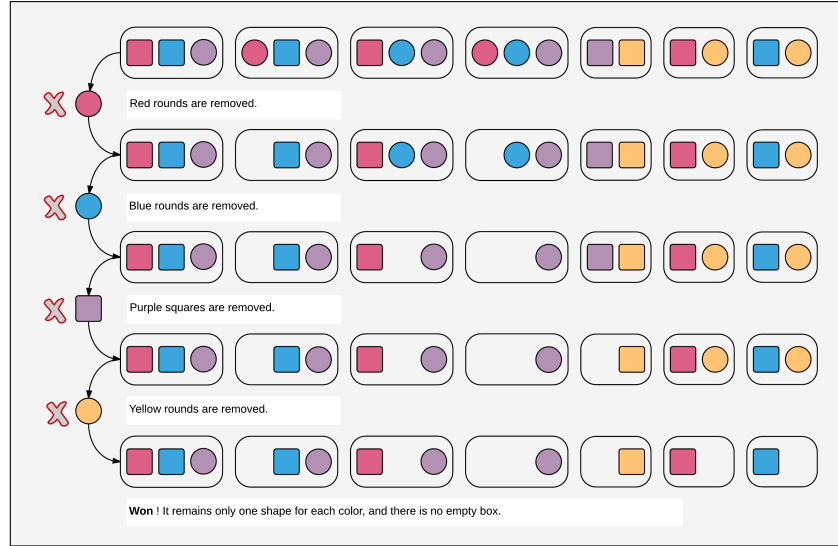 Red rounds are removed.
Blue rounds are removed.
Purple squares are removed.
Yellow rounds are removed.
Won ! It remains only one shape for each color, and there is no empty box.